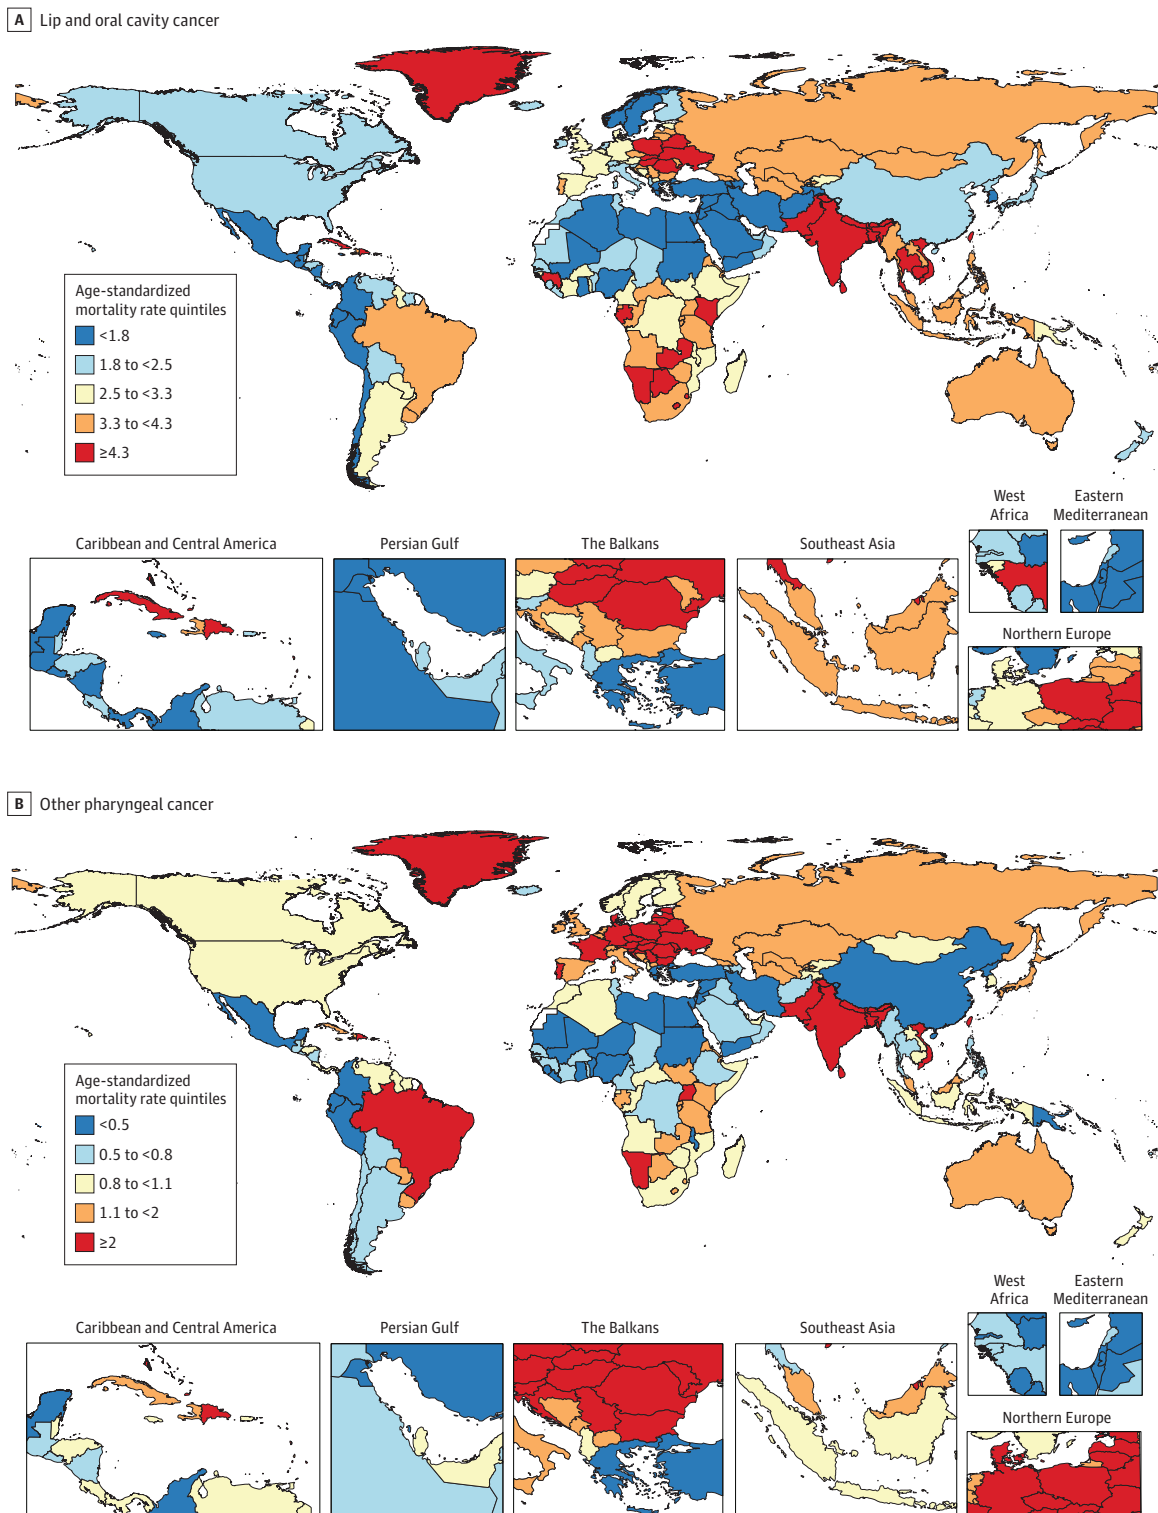 A Lip and oral cavity cancer
Age-standardized
mortality rate quintiles
<1.8
1.8 to <2.5
2.5 to <3.3
3.3 to <4.3
≥4.3
West
Africa
Eastern
Mediterranean
Caribbean and Central America
Persian Gulf
The Balkans
Southeast Asia
Northern Europe
B Other pharyngeal cancer
Age-standardized
mortality rate quintiles
<0.5
0.5 to <0.8
0.8 to <1.1
1.1 to <2
≥2
West
Africa
Eastern
Mediterranean
Caribbean and Central America
Persian Gulf
The Balkans
Southeast Asia
Northern Europe